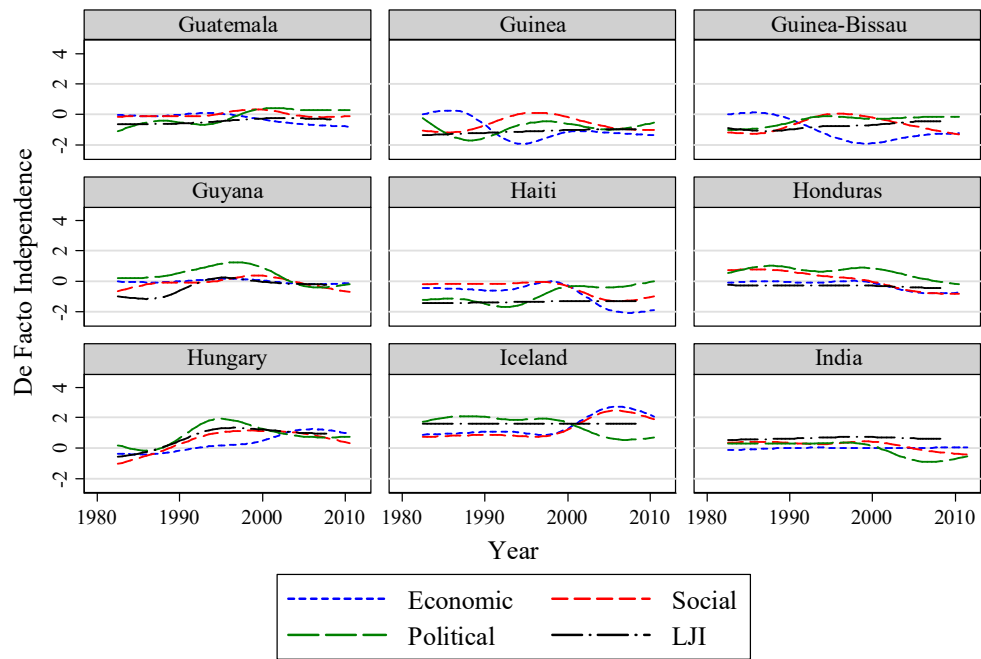 Guatemala Guinea Guinea-Bissau
4
2
0
-2
Guyana Haiti Honduras
4
2
0
-2
De Facto Independence
Hungary Iceland India
4
2
0
-2
1980 1990 2000 2010 1980 1990 2000 2010 1980 1990 2000 2010
Year
Economic Social
Political LJI